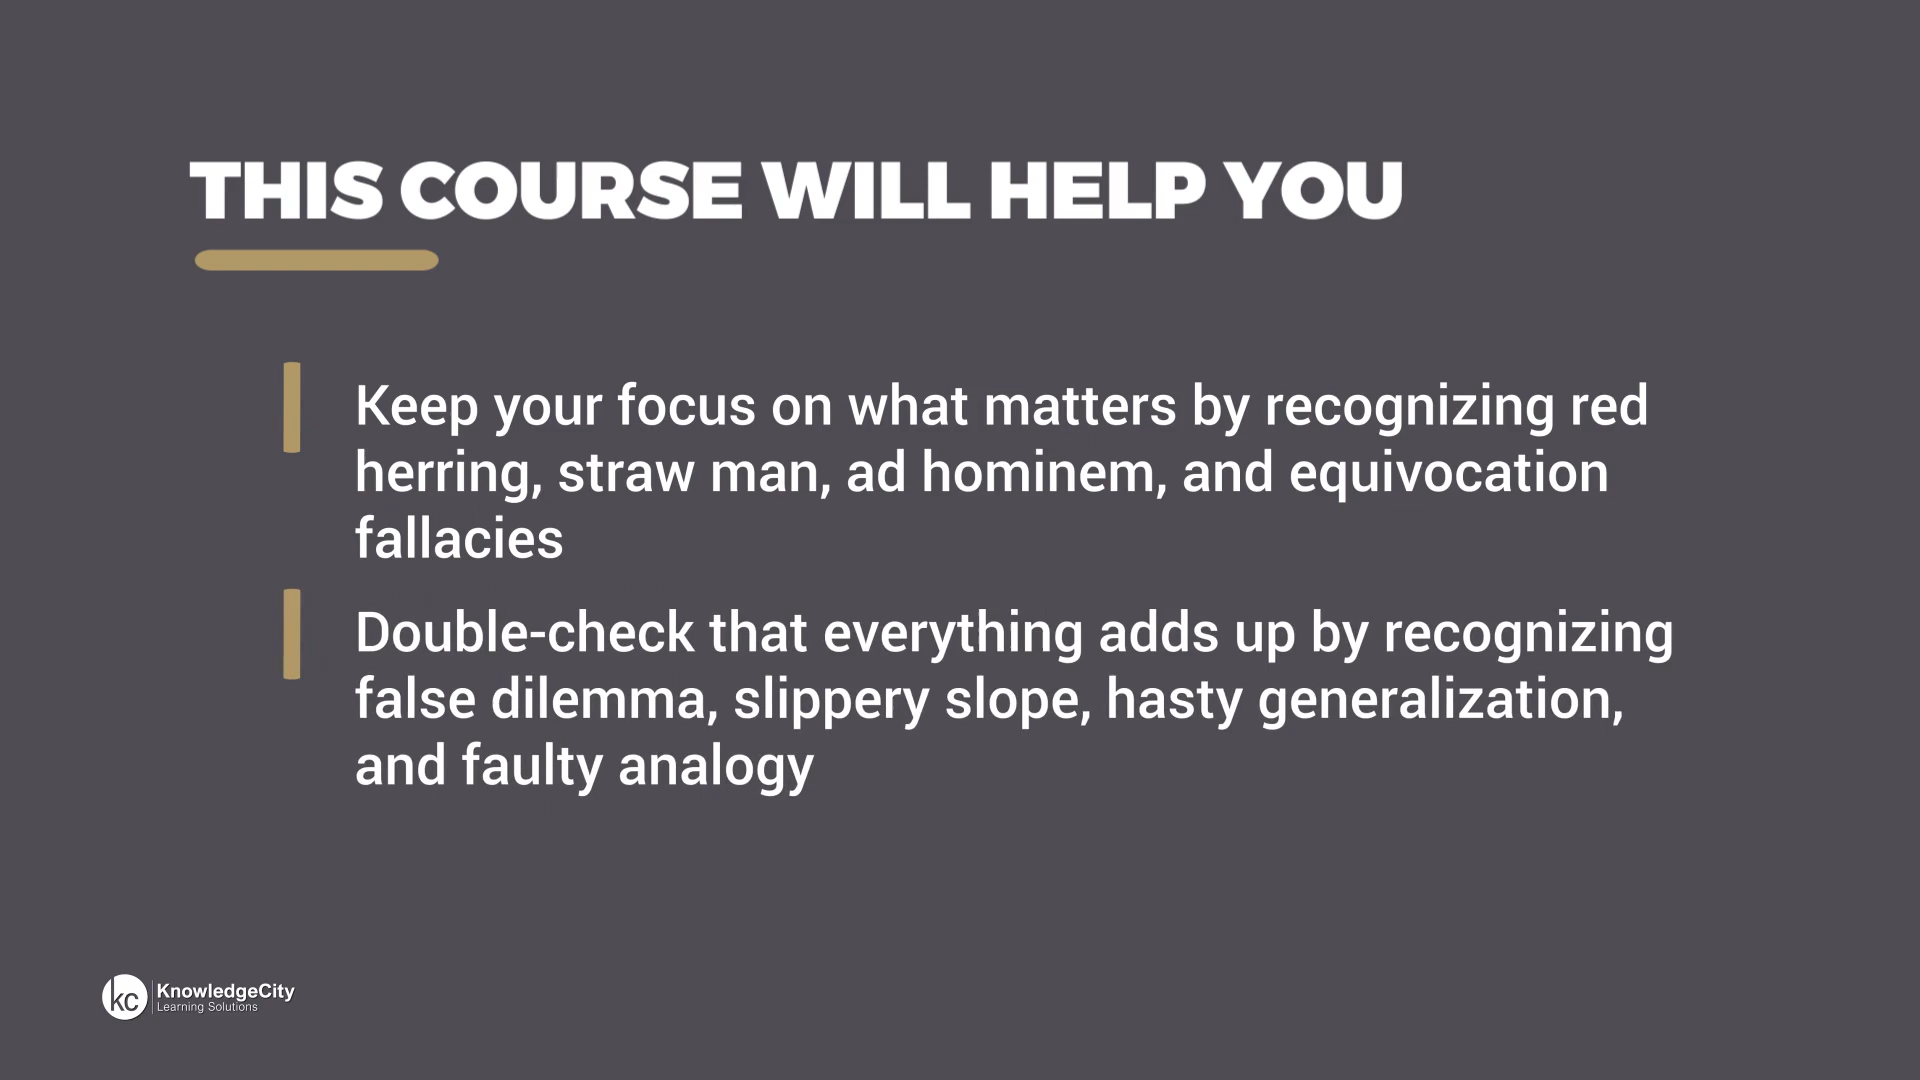 THIS COURSE WILL HELP YOU
Keep your focus on what matters by recognizing red
herring, straw man, ad hominem, and equivocation
fallacies
Double-check that everything adds up by recognizing
false dilemma, slippery slope, hasty generalization,
and faulty analogy
kc KnowledgeCity
Learning Solutions